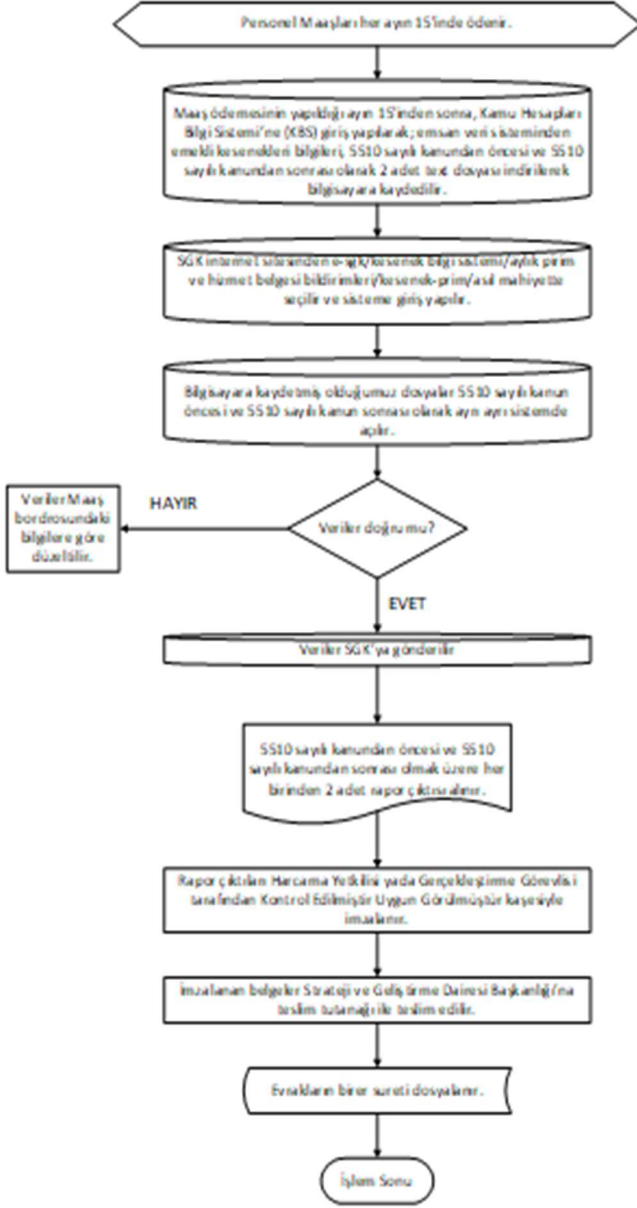 Personel Maaşları her ayın 15'inde ödenir.
Maaş ödemesinin yapıldığı ayın 15'inden sonra, Kamu Hesapları
Bilgi Sistemi'ne (KBS) giriş yapılarak; emsan veri sisteminden
emekli kesenekleri bilgileri, 5510 sayılı kanundan öncesi ve 5510
sayılı kanundan sonrası olarak 2 adet text dosyası indirilerek
bilgisayara kaydedilir.
SGK internet sitesinden e-sgk/kesenek bilgi sistemi/aylık pirim
ve hizmet belgesi bildirimleri/kesenek-prim/asıl mahiyette
seçilir ve sisteme giriş yapılır.
Bilgisayara kaydetmiş olduğumuz dosyalar 5510 sayılı kanun
öncesi ve 5510 sayılı kanun sonrası olarak ayrı ayrı sistemde
açılır.
Veriler doğru mu?
HAYIR
Veriler Maaş
bordrosundaki
bilgilere göre
düzeltilir.
EVET
Veriler SGK'ya gönderilir
5510 sayılı kanundan öncesi ve 5510
sayılı kanundan sonrası olmak üzere her
birinden 2 adet rapor çıktısı alınır.
Rapor çıktıları Harcama Yetkilisi yada Gerçekleştirme Görevlisi
tarafından Kontrol Edilmiştir Uygun Görülmüştür kaşesiyle
imzalanır.
İmzalanan belgeler Strateji ve Geliştirme Dairesi Başkanlığı'na
teslim tutanağı ile teslim edilir.
Evrakların birer sureti dosyalanır.
İşlem Sonu